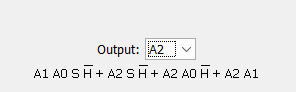 Output: A2
A1 A0 S H̅ + A2 S H̅ + A2 A0 H̅ + A2 A1